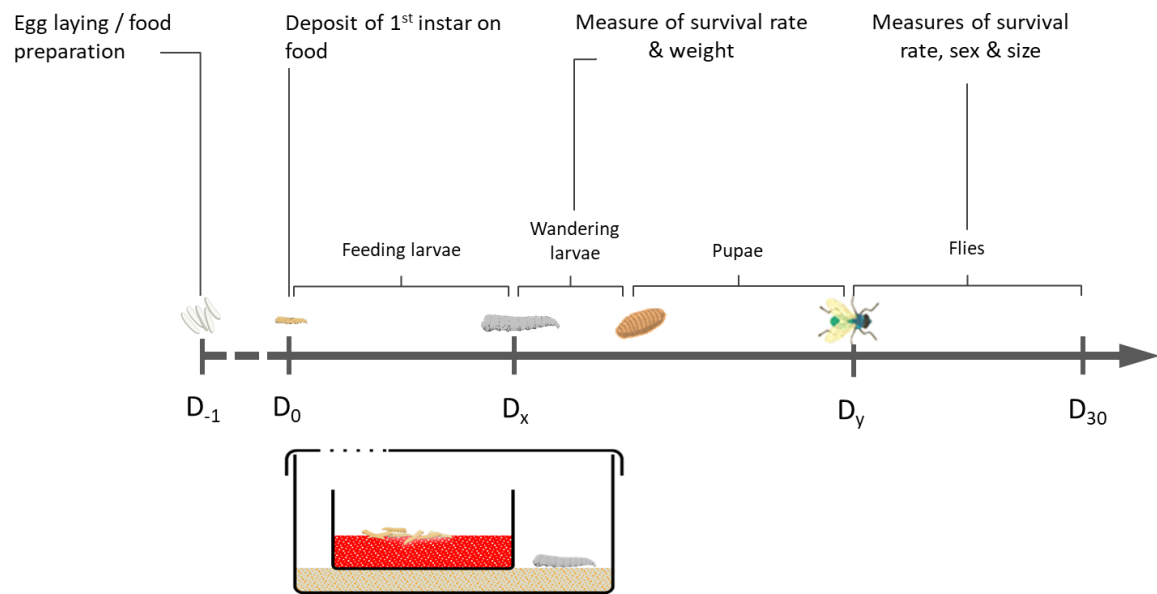 Egg laying / food
preparation
Deposit of 1st instar on
food
Measure of survival rate
& weight
Measures of survival
rate, sex & size
Feeding larvae
Wandering
larvae
Pupae
Flies
D-1
D0
Dx
Dy
D30